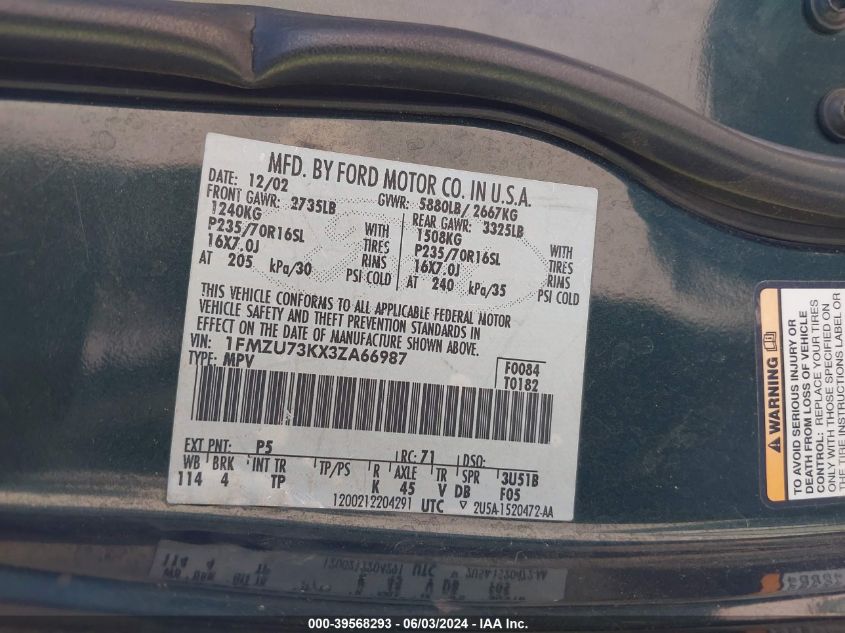 MFD. BY FORD MOTOR CO. IN U.S.A.
DATE: 12/02 GVWR: 5880LB/ 2667KG
FRONT GAWR: 2735LB REAR GAWR: 3325LB
1240KG WITH 1508KG WITH
P235/70R16SL TIRES P235/70R16SL TIRES
16X7.0J RIMS 16X7.0J RIMS
AT 205 kPa/30 PSI COLD AT 240 kPa/35 PSI COLD
THIS VEHICLE CONFORMS TO ALL APPLICABLE FEDERAL MOTOR
VEHICLE SAFETY AND THEFT PREVENTION STANDARDS IN
EFFECT ON THE DATE OF MANUFACTURE SHOWN ABOVE.
VIN: 1FMZU73KX3ZA66987
TYPE: MPV
F0084
T0182
EXT PNT: P5 RC: 71 DSO:
WB BRK INT TR TP/PS R AXLE TR SPR 3U51B
114 4 TP K 45 V DB F05
1200212204291 UTC ▽ 2U5A-1520472-AA
WARNING
TO AVOID SERIOUS INJURY OR
DEATH FROM LOSS OF VEHICLE
CONTROL: REPLACE YOUR TIRES
ONLY WITH THOSE SPECIFIED ON
THE TIRE INSTRUCTIONS LABEL OR
000-39568293 - 06/03/2024 - IAA Inc.